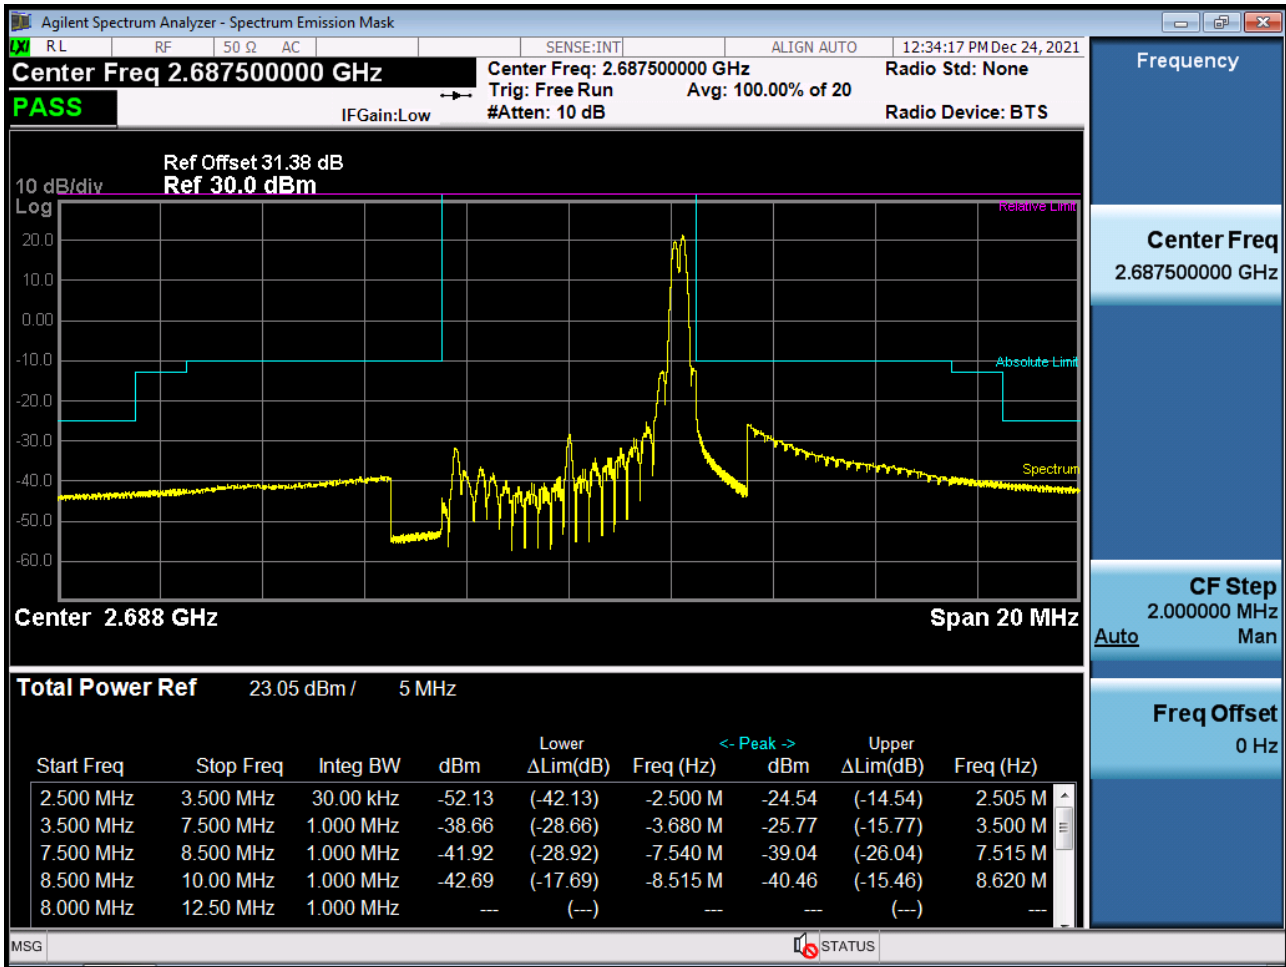 Agilent Spectrum Analyzer - Spectrum Emission Mask
LXI RL RF 50 Ω AC SENSE:INT ALIGN AUTO 12:34:17 PM Dec 24, 2021
Center Freq 2.687500000 GHz
Center Freq: 2.687500000 GHz
Radio Std: None
Trig: Free Run Avg: 100.00% of 20
PASS
IFGain:Low
#Atten: 10 dB
Radio Device: BTS
Ref Offset 31.38 dB
10 dB/div Ref 30.0 dBm
Log
Relative Limit
20.0
10.0
0.00
-10.0
Absolute Limit
-20.0
-30.0
Spectrum
-40.0
-50.0
-60.0
Center 2.688 GHz Span 20 MHz
Total Power Ref 23.05 dBm / 5 MHz
Lower <- Peak -> Upper
Start Freq Stop Freq Integ BW dBm ΔLim(dB) Freq (Hz) dBm ΔLim(dB) Freq (Hz)
2.500 MHz 3.500 MHz 30.00 kHz -52.13 (-42.13) -2.500 M -24.54 (-14.54) 2.505 M
3.500 MHz 7.500 MHz 1.000 MHz -38.66 (-28.66) -3.680 M -25.77 (-15.77) 3.500 M
7.500 MHz 8.500 MHz 1.000 MHz -41.92 (-28.92) -7.540 M -39.04 (-26.04) 7.515 M
8.500 MHz 10.00 MHz 1.000 MHz -42.69 (-17.69) -8.515 M -40.46 (-15.46) 8.620 M
8.000 MHz 12.50 MHz 1.000 MHz --- (---) --- --- (---) ---
Frequency
Center Freq
2.687500000 GHz
CF Step
2.000000 MHz
Auto Man
Freq Offset
0 Hz
MSG STATUS